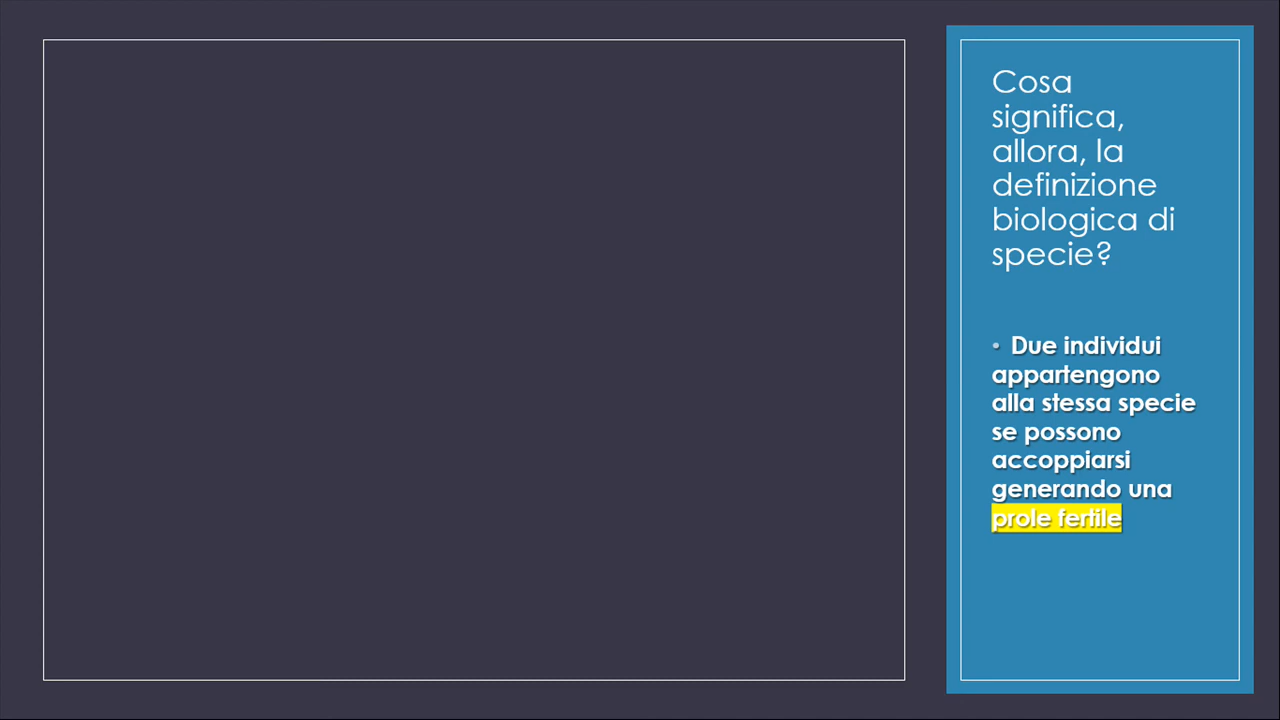 Cosa
significa,
allora, la
definizione
biologica di
specie?
• Due individui
appartengono
alla stessa specie
se possono
accoppiarsi
generando una
prole fertile